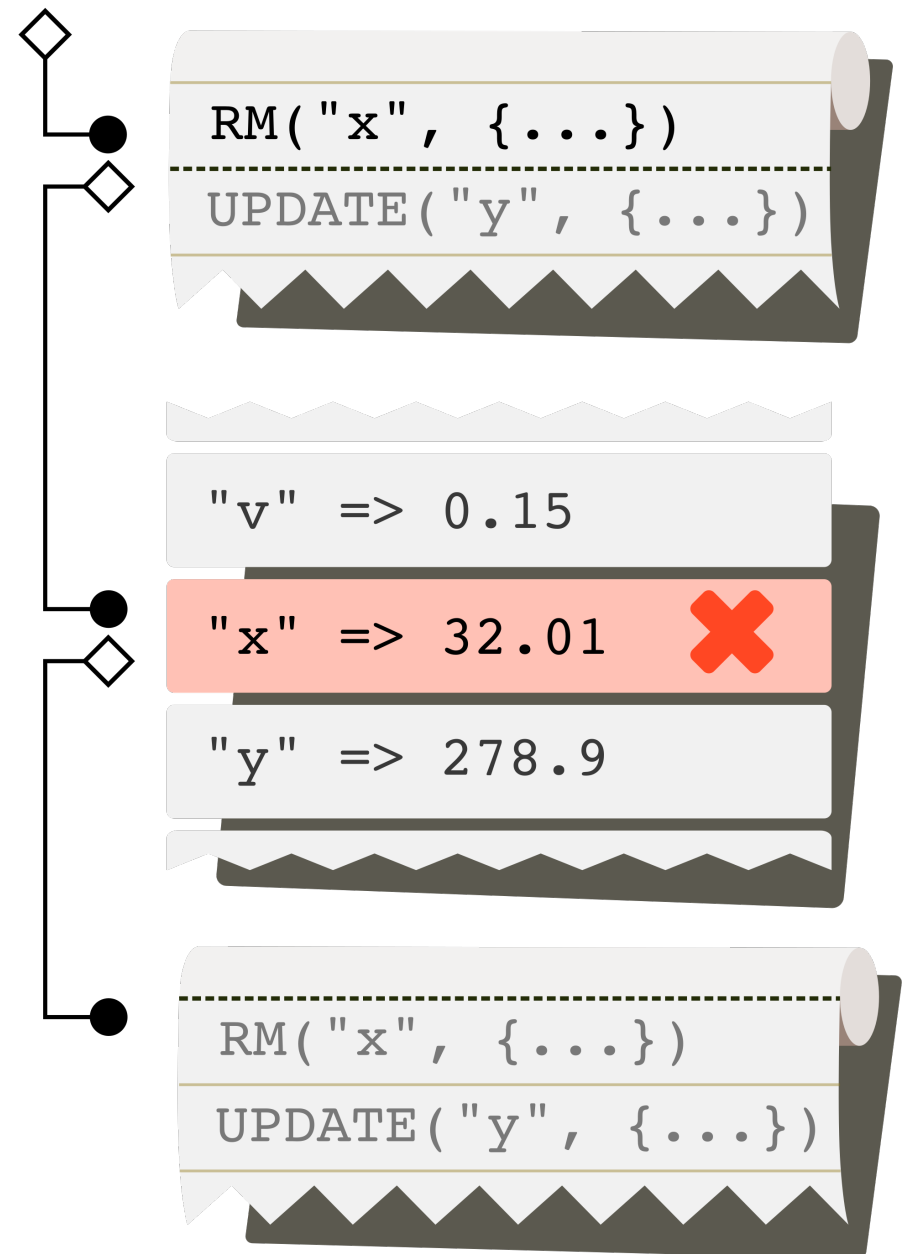 RM("x", {...})
UPDATE("y", {...})
"v" => 0.15
"x" => 32.01
"y" => 278.9
RM("x", {...})
UPDATE("y", {...})